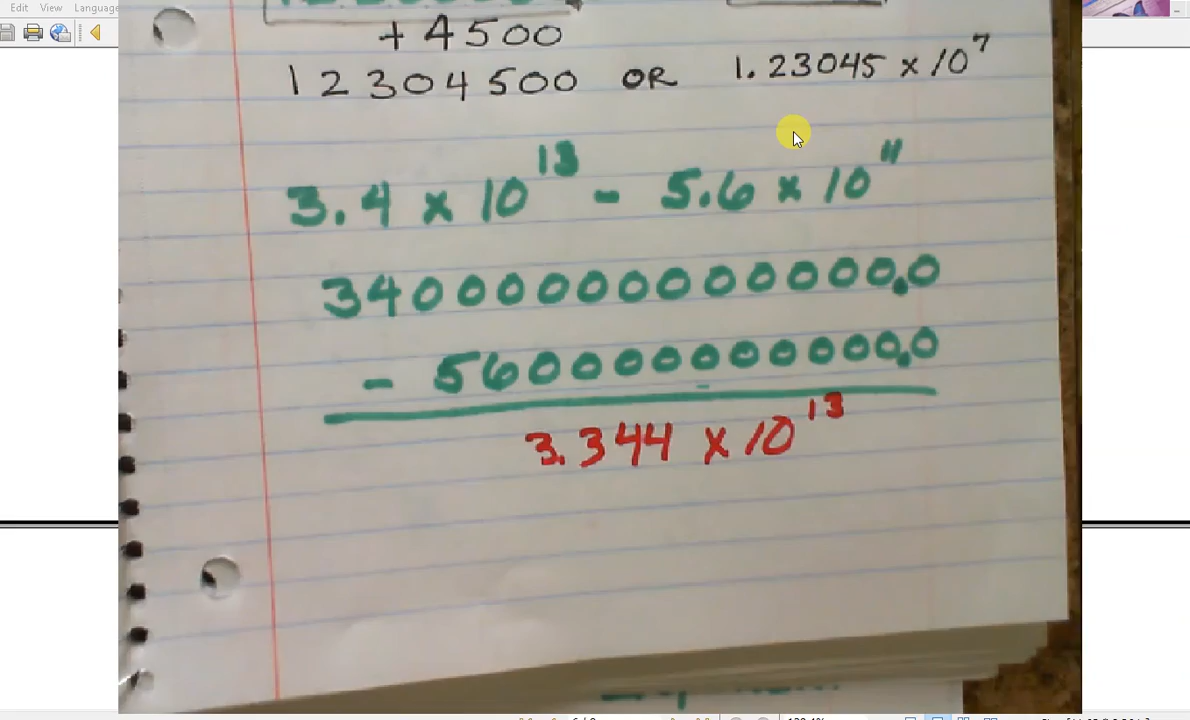 Edit View Language
+ 4500
12304500 OR 1.23045 x 10⁷
3.4 x 10¹³ - 5.6 x 10¹¹
34000000000000.0
- 560000000000.0
3.344 x 10¹³